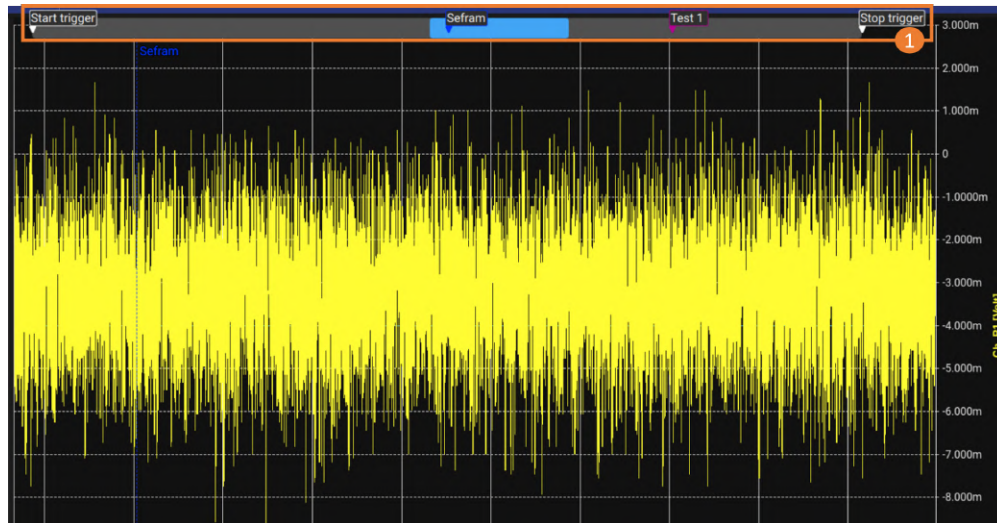 Start trigger
Sefram
Test 1
Stop trigger
1
Sefram
3.000m
2.000m
1.000m
0
-1.0000m
-2.000m
-3.000m
-4.000m
-5.000m
-6.000m
-7.000m
-8.000m